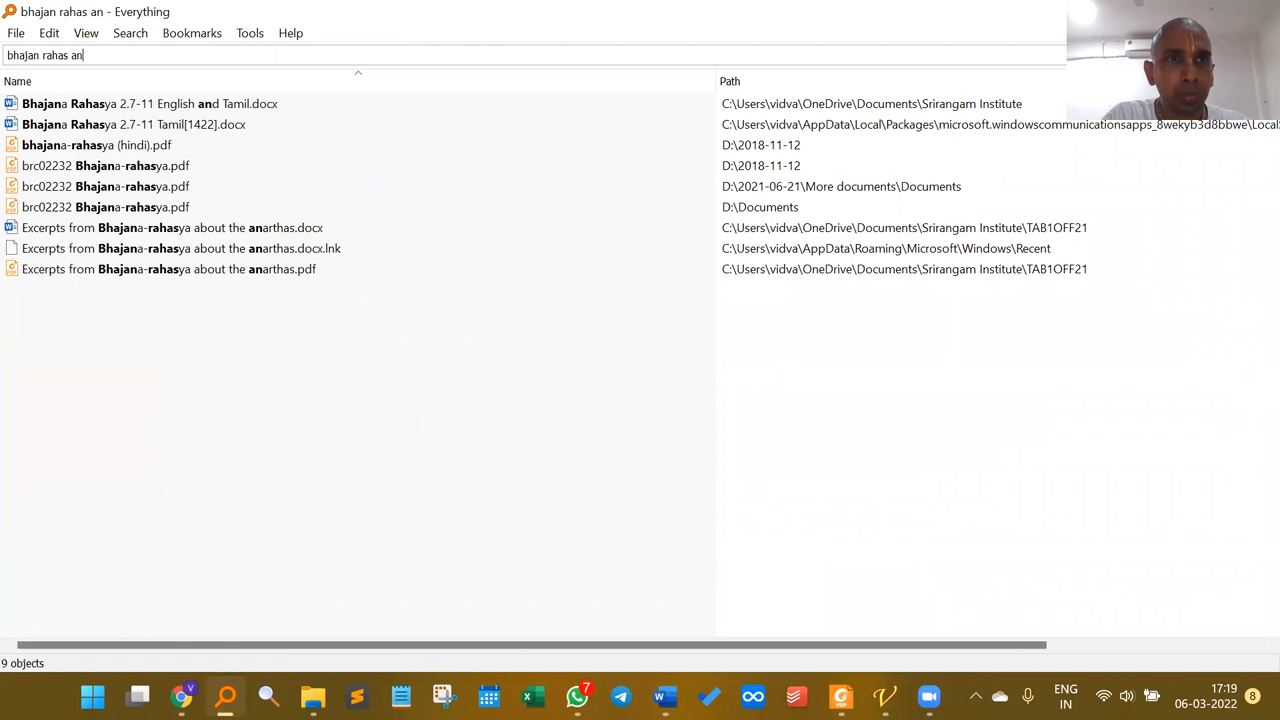 bhajan rahas an - Everything
File Edit View Search Bookmarks Tools Help
bhajan rahas an
Name Path
Bhajana Rahasya 2.7-11 English and Tamil.docx C:\Users\vidva\OneDrive\Documents\Srirangam Institute
Bhajana Rahasya 2.7-11 Tamil[1422].docx C:\Users\vidva\AppData\Local\Packages\microsoft.windowscommunicationsapps_8wekyb3d8bbwe\Local
bhajana-rahasya (hindi).pdf D:\2018-11-12
brc02232 Bhajana-rahasya.pdf D:\2018-11-12
brc02232 Bhajana-rahasya.pdf D:\2021-06-21\More documents\Documents
brc02232 Bhajana-rahasya.pdf D:\Documents
Excerpts from Bhajana-rahasya about the anarthas.docx C:\Users\vidva\OneDrive\Documents\Srirangam Institute\TAB1OFF21
Excerpts from Bhajana-rahasya about the anarthas.docx.lnk C:\Users\vidva\AppData\Roaming\Microsoft\Windows\Recent
Excerpts from Bhajana-rahasya about the anarthas.pdf C:\Users\vidva\OneDrive\Documents\Srirangam Institute\TAB1OFF21
9 objects
V 7 ENG 17:19
IN 06-03-2022 8